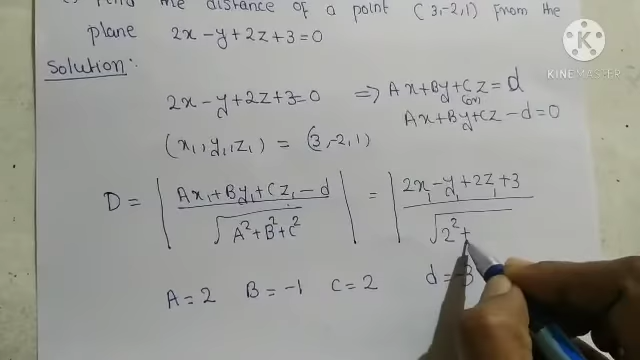 Find the distance of a point (3,-2,1) from the
plane 2x-y+2z+3=0
Solution:-
2x-y+2z+3=0 => Ax+By+Cz=d
(or)
Ax+By+Cz-d=0
(x₁,y₁,z₁) = (3,-2,1)
D = | Ax₁+By₁+Cz₁-d / √A²+B²+C² | = | 2x₁-y₁+2z₁+3 / √2²+
A=2 B=-1 C=2 d=-3
KINEMASTER